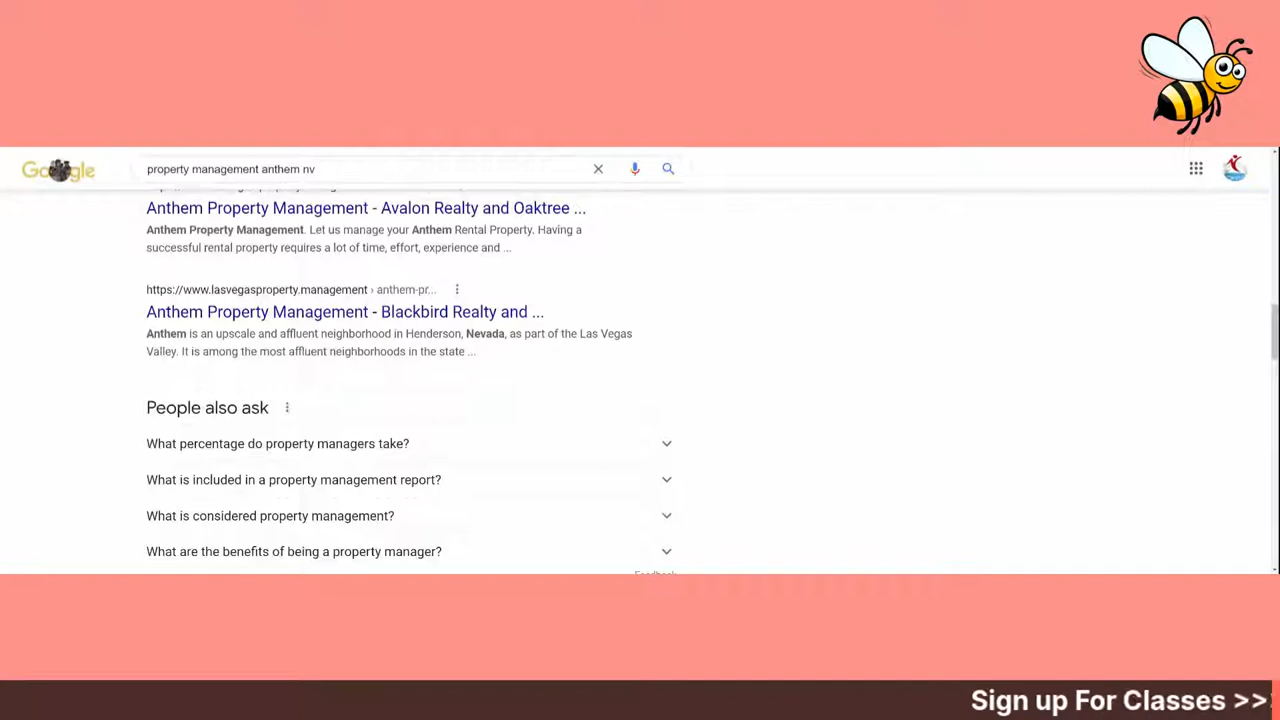 Google
property management anthem nv
Anthem Property Management - Avalon Realty and Oaktree ...
Anthem Property Management. Let us manage your Anthem Rental Property. Having a
successful rental property requires a lot of time, effort, experience and ...
https://www.lasvegasproperty.management › anthem-pr...
Anthem Property Management - Blackbird Realty and ...
Anthem is an upscale and affluent neighborhood in Henderson, Nevada, as part of the Las Vegas
Valley. It is among the most affluent neighborhoods in the state ...
People also ask
What percentage do property managers take?
What is included in a property management report?
What is considered property management?
What are the benefits of being a property manager?
Sign up For Classes >>